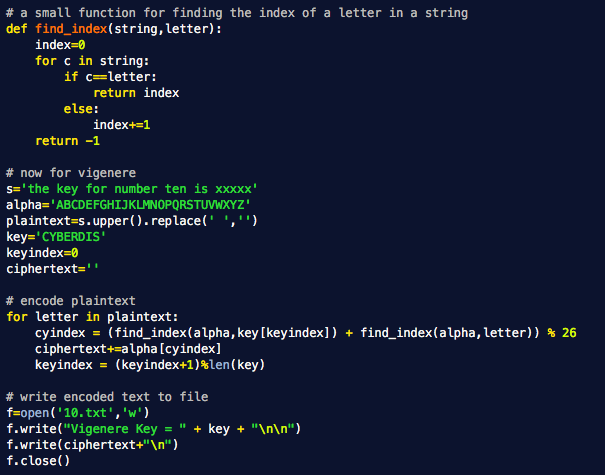 # a small function for finding the index of a letter in a string
def find_index(string,letter):
    index=0
    for c in string:
        if c==letter:
            return index
        else:
            index+=1
    return -1

# now for vigenere
s='the key for number ten is xxxxx'
alpha='ABCDEFGHIJKLMNOPQRSTUVWXYZ'
plaintext=s.upper().replace(' ','')
key='CYBERDIS'
keyindex=0
ciphertext=''

# encode plaintext
for letter in plaintext:
    cyindex = (find_index(alpha,key[keyindex]) + find_index(alpha,letter)) % 26
    ciphertext+=alpha[cyindex]
    keyindex = (keyindex+1)%len(key)

# write encoded text to file
f=open('10.txt','w')
f.write("Vigenere Key = " + key + "\n\n")
f.write(ciphertext+"\n")
f.close()